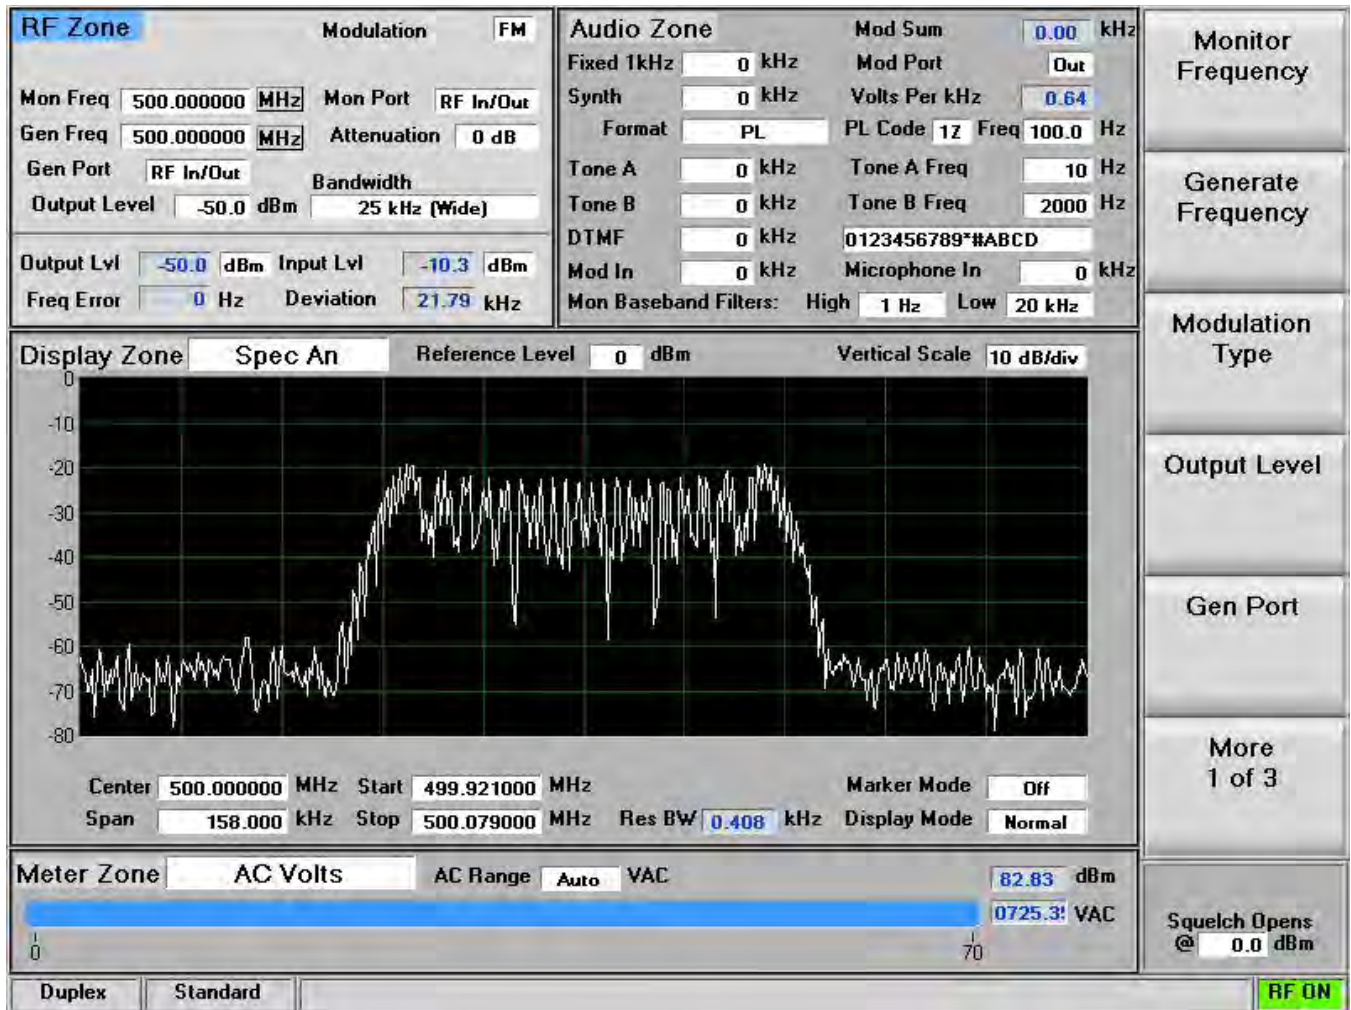 RF Zone
Modulation FM
Mon Freq 500.000000 MHz Mon Port RF In/Out
Gen Freq 500.000000 MHz Attenuation 0 dB
Gen Port RF In/Out
Bandwidth
Output Level -50.0 dBm 25 kHz (Wide)
Output Lvl -50.0 dBm Input Lvl -10.3 dBm
Freq Error 0 Hz Deviation 21.79 kHz
Audio Zone Mod Sum 0.00 kHz
Fixed 1kHz 0 kHz Mod Port Out
Synth 0 kHz Volts Per kHz 0.64
Format PL PL Code 1Z Freq 100.0 Hz
Tone A 0 kHz Tone A Freq 10 Hz
Tone B 0 kHz Tone B Freq 2000 Hz
DTMF 0 kHz 0123456789*#ABCD
Mod In 0 kHz Microphone In 0 kHz
Mon Baseband Filters: High 1 Hz Low 20 kHz
Display Zone Spec An Reference Level 0 dBm Vertical Scale 10 dB/div
0
-10
-20
-30
-40
-50
-60
-70
-80
Center 500.000000 MHz Start 499.921000 MHz Marker Mode Off
Span 158.000 kHz Stop 500.079000 MHz Res BW 0.408 kHz Display Mode Normal
Meter Zone AC Volts AC Range Auto VAC 82.83 dBm
VAC
0 70
Duplex Standard
Monitor
Frequency
Generate
Frequency
Modulation
Type
Output Level
Gen Port
More
1 of 3
Squelch Opens
@ 0.0 dBm
RF ON